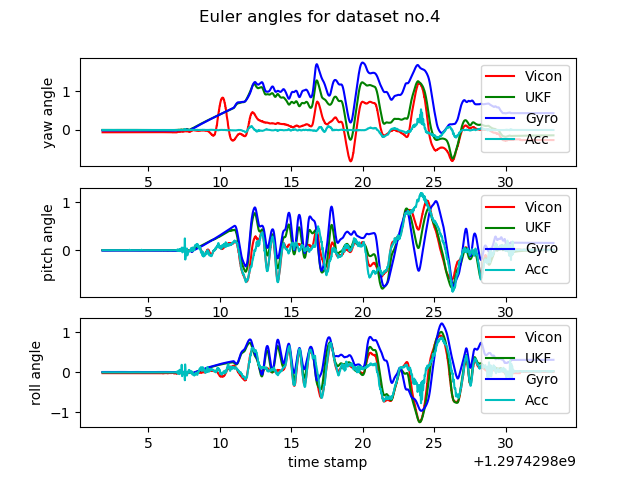 Euler angles for dataset no.4
yaw angle
1
0
Vicon
UKF
Gyro
Acc
5 10 15 20 25 30
pitch angle
1
0
Vicon
UKF
Gyro
Acc
5 10 15 20 25 30
roll angle
1
0
−1
Vicon
UKF
Gyro
Acc
5 10 15 20 25 30
time stamp
+1.2974298e9